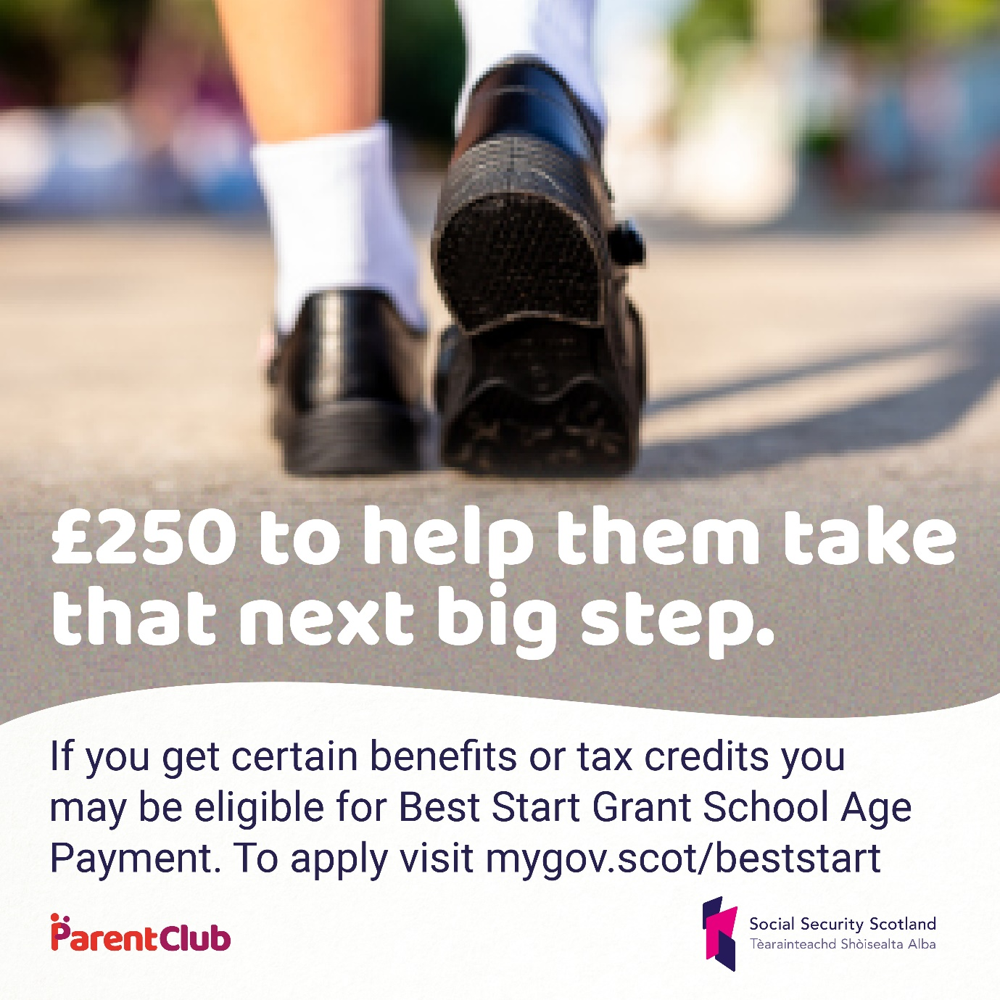 £250 to help them take
that next big step.
If you get certain benefits or tax credits you
may be eligible for Best Start Grant School Age
Payment. To apply visit mygov.scot/beststart
ParentClub
Social Security Scotland
Tèarainteachd Shòisealta Alba